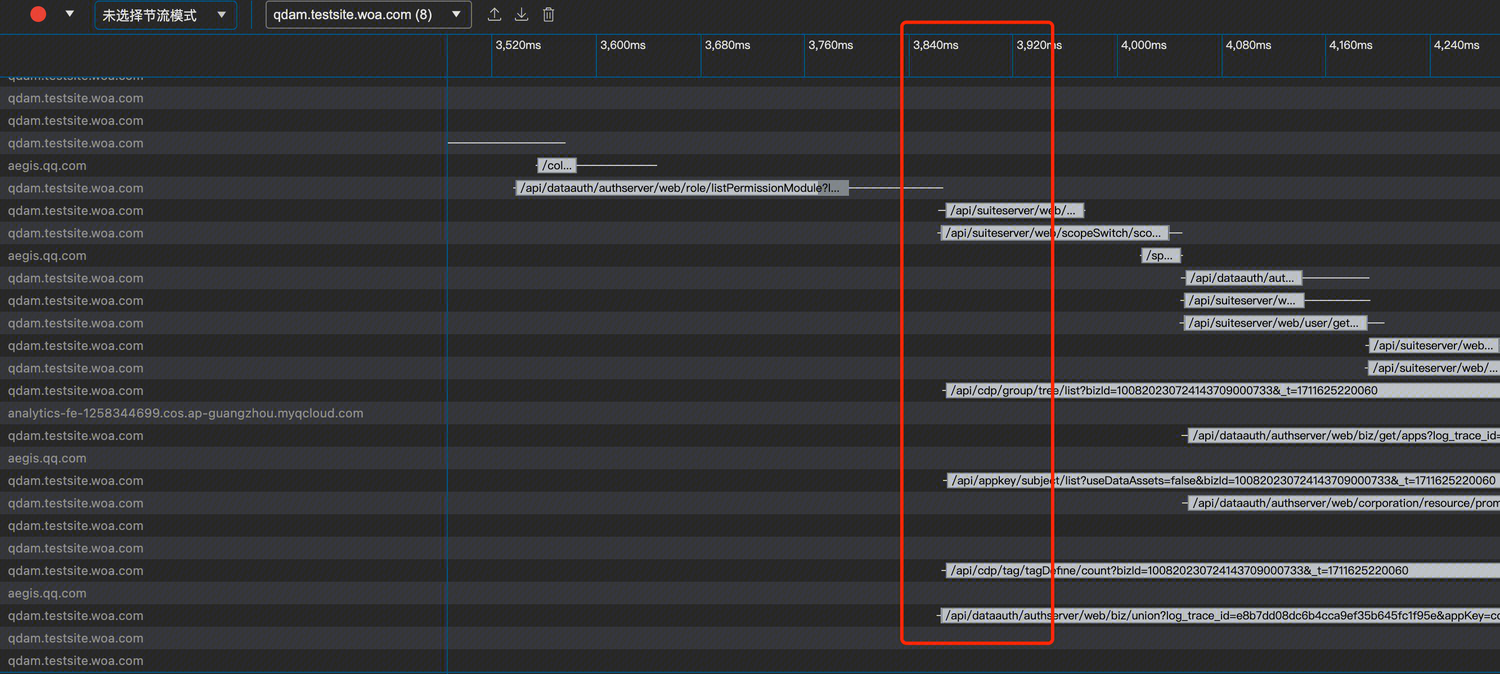 未选择节流模式 qdam.testsite.woa.com (8)
3,520ms 3,600ms 3,680ms 3,760ms 3,840ms 3,920ms 4,000ms 4,080ms 4,160ms 4,240ms
qdam.testsite.woa.com
qdam.testsite.woa.com
qdam.testsite.woa.com
qdam.testsite.woa.com
aegis.qq.com /col...
qdam.testsite.woa.com /api/dataauth/authserver/web/role/listPermissionModule?l...
qdam.testsite.woa.com /api/suiteserver/web/...
qdam.testsite.woa.com /api/suiteserver/web/scopeSwitch/sco...
aegis.qq.com /sp...
qdam.testsite.woa.com /api/dataauth/aut...
qdam.testsite.woa.com /api/suiteserver/w...
qdam.testsite.woa.com /api/suiteserver/web/user/get...
qdam.testsite.woa.com /api/suiteserver/web...
qdam.testsite.woa.com /api/suiteserver/web/...
qdam.testsite.woa.com /api/cdp/group/tree/list?bizId=100820230724143709000733&_t=1711625220060
analytics-fe-1258344699.cos.ap-guangzhou.myqcloud.com
qdam.testsite.woa.com /api/dataauth/authserver/web/biz/get/apps?log_trace_id=
aegis.qq.com
qdam.testsite.woa.com /api/appkey/subject/list?useDataAssets=false&bizId=100820230724143709000733&_t=1711625220060
qdam.testsite.woa.com /api/dataauth/authserver/web/corporation/resource/prom
qdam.testsite.woa.com
qdam.testsite.woa.com
qdam.testsite.woa.com /api/cdp/tag/tagDefine/count?bizId=100820230724143709000733&_t=1711625220060
aegis.qq.com
qdam.testsite.woa.com /api/dataauth/authserver/web/biz/union?log_trace_id=e8b7dd08dc6b4cca9ef35b645fc1f95e&appKey=cc
qdam.testsite.woa.com
qdam.testsite.woa.com